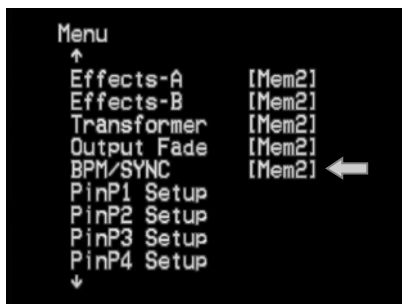 Menu
↑
Effects-A [Mem2]
Effects-B [Mem2]
Transformer [Mem2]
Output Fade [Mem2]
BPM/SYNC [Mem2]
PinP1 Setup
PinP2 Setup
PinP3 Setup
PinP4 Setup
↓